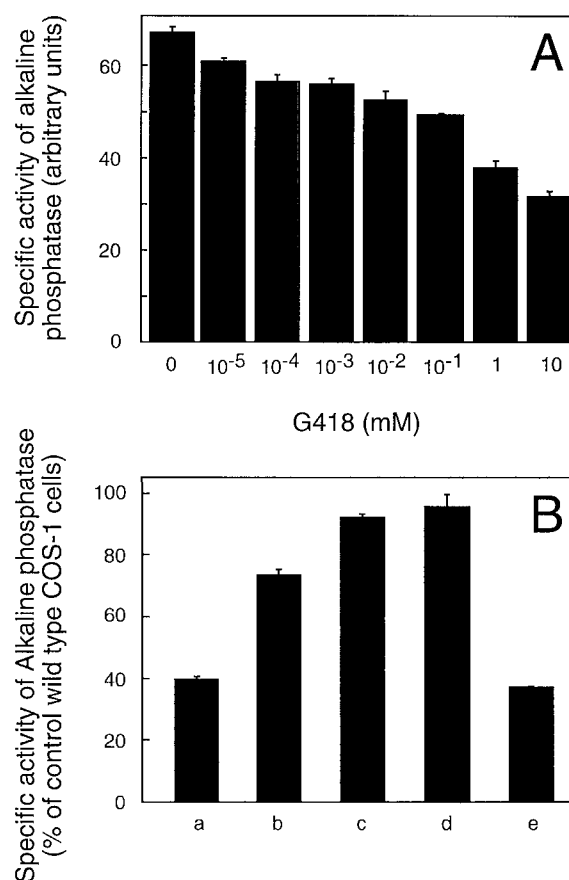 A
Specific activity of alkaline
phosphatase (arbitrary units)
60
40
20
0
0 10-5 10-4 10-3 10-2 10-1 1 10
G418 (mM)
B
Specific activity of Alkaline phosphatase
(% of control wild type COS-1 cells)
100
80
60
40
20
0
a b c d e